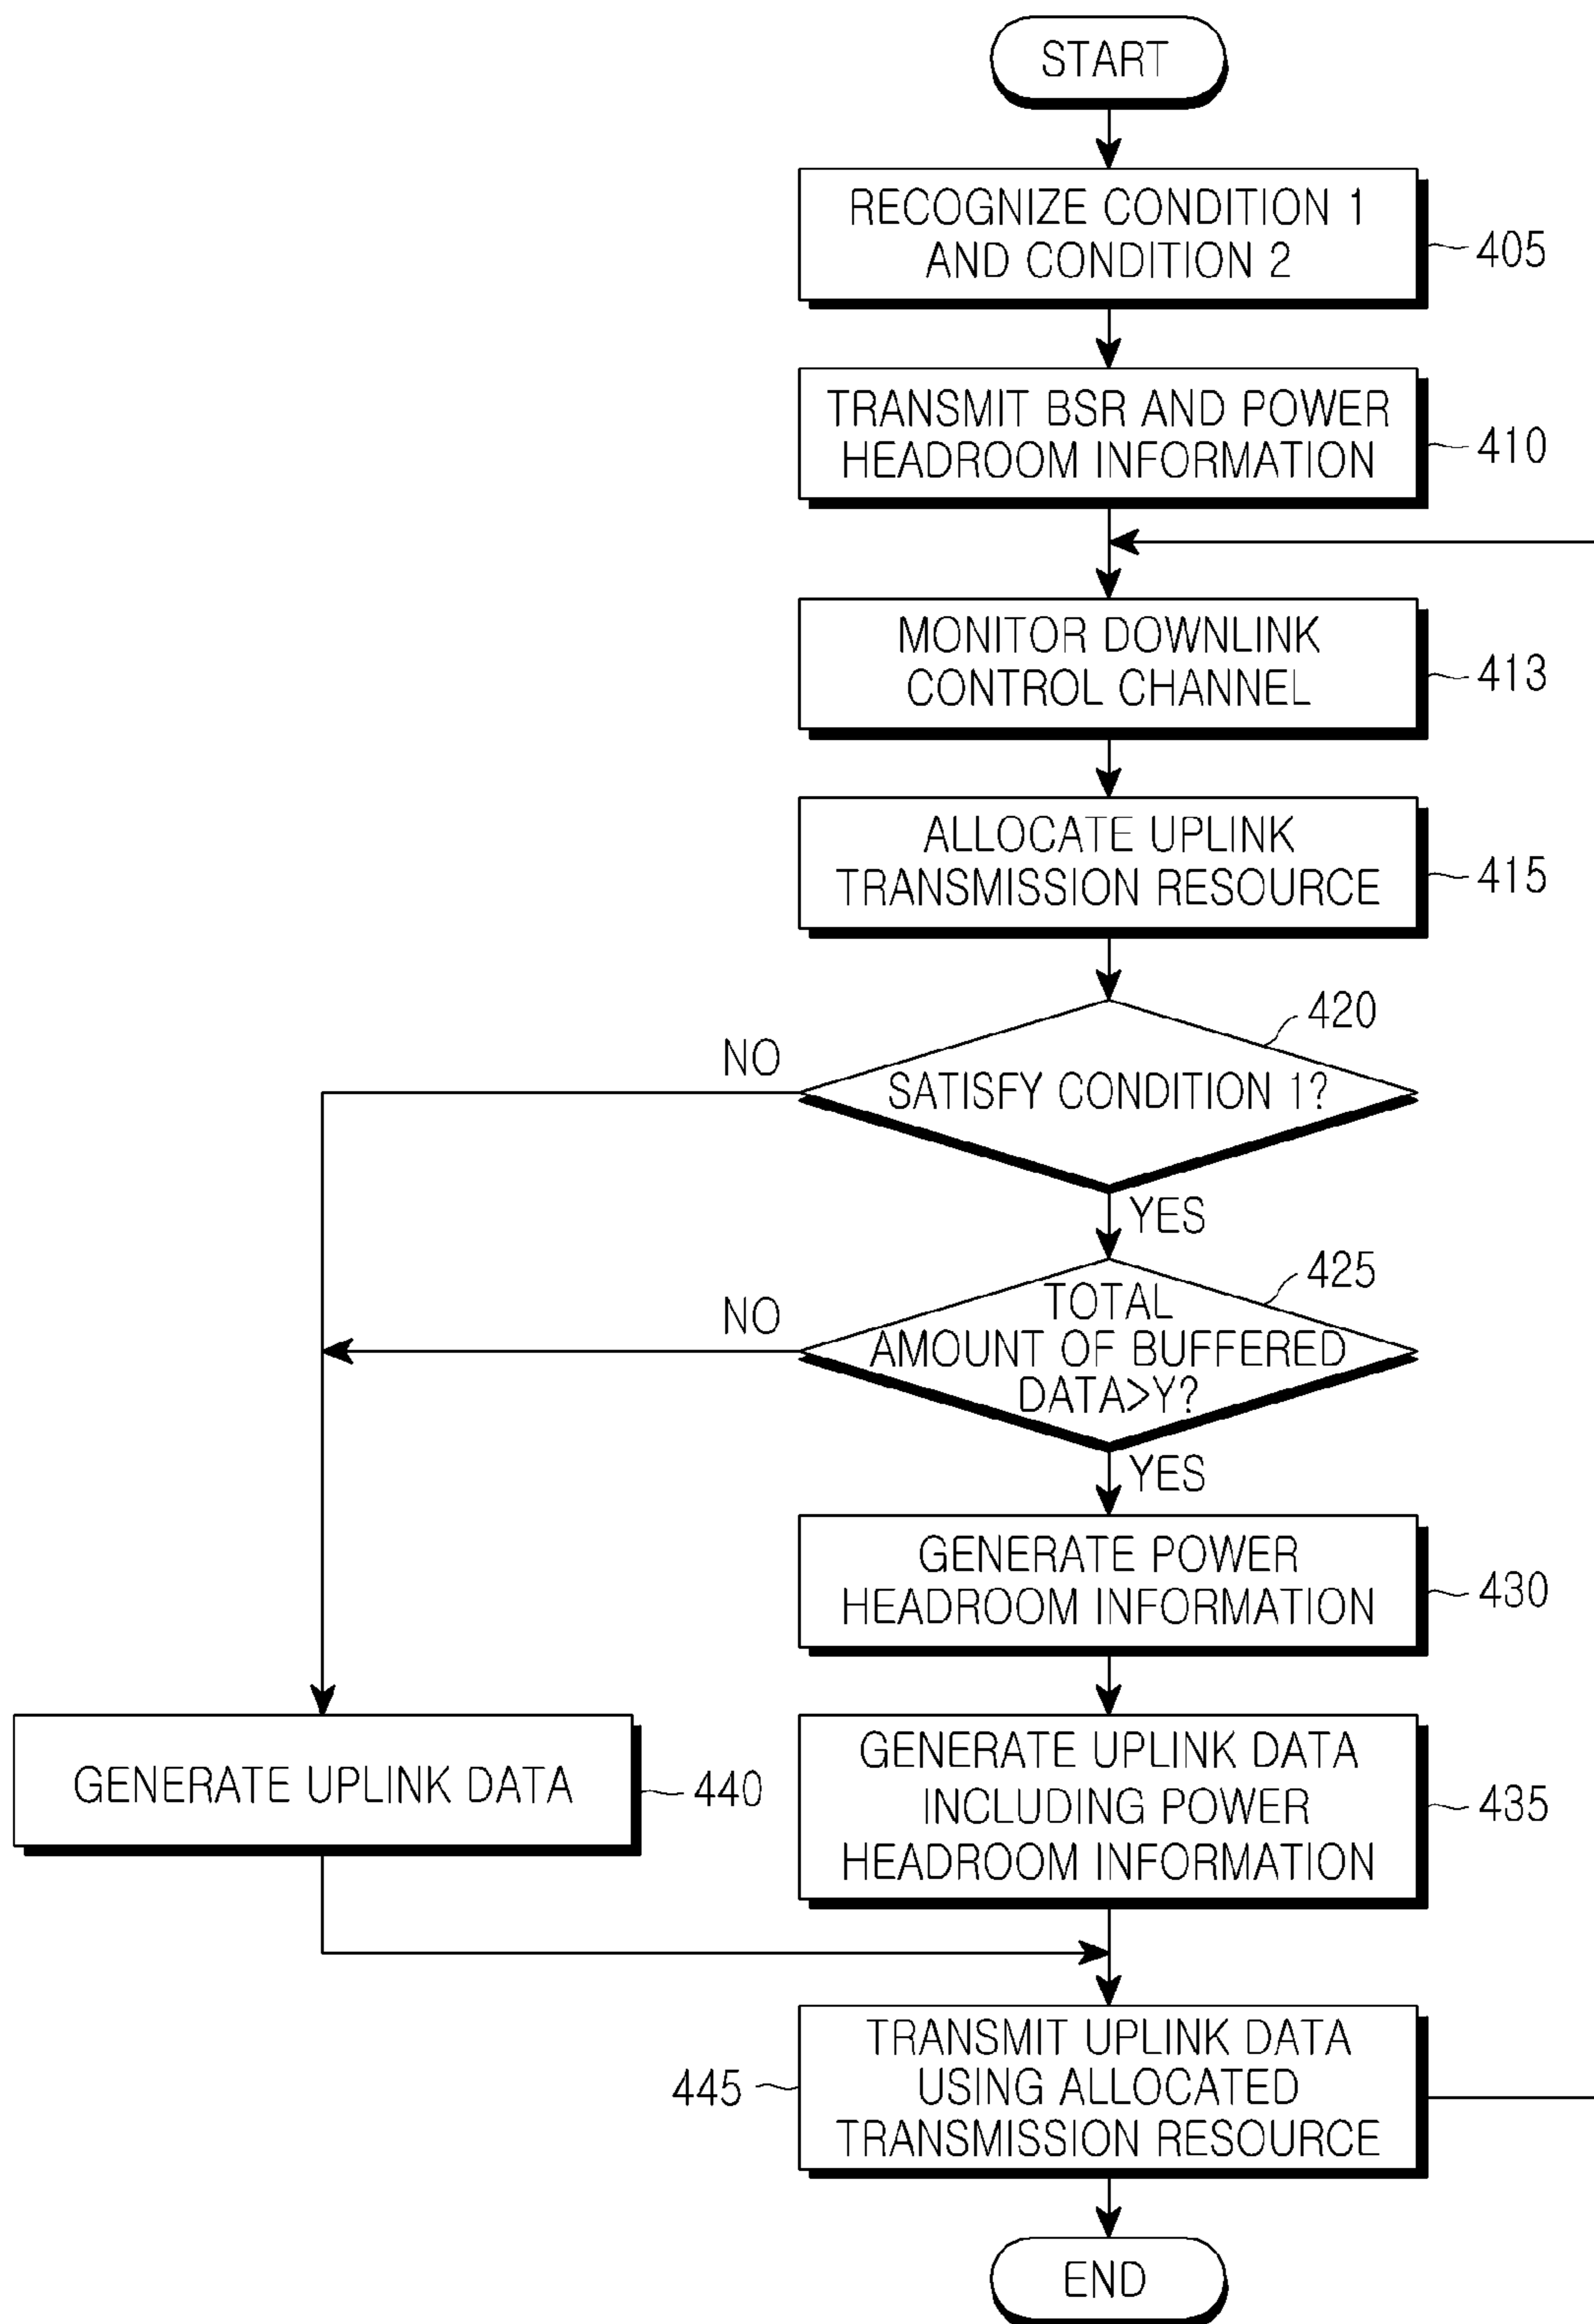 START
RECOGNIZE CONDITION 1
AND CONDITION 2
405
TRANSMIT BSR AND POWER
HEADROOM INFORMATION
410
MONITOR DOWNLINK
CONTROL CHANNEL
413
ALLOCATE UPLINK
TRANSMISSION RESOURCE
415
420
NO
SATISFY CONDITION 1?
YES
425
NO
TOTAL
AMOUNT OF BUFFERED
DATA>Y?
YES
GENERATE POWER
HEADROOM INFORMATION
430
GENERATE UPLINK DATA
440
GENERATE UPLINK DATA
INCLUDING POWER
HEADROOM INFORMATION
435
445
TRANSMIT UPLINK DATA
USING ALLOCATED
TRANSMISSION RESOURCE
END